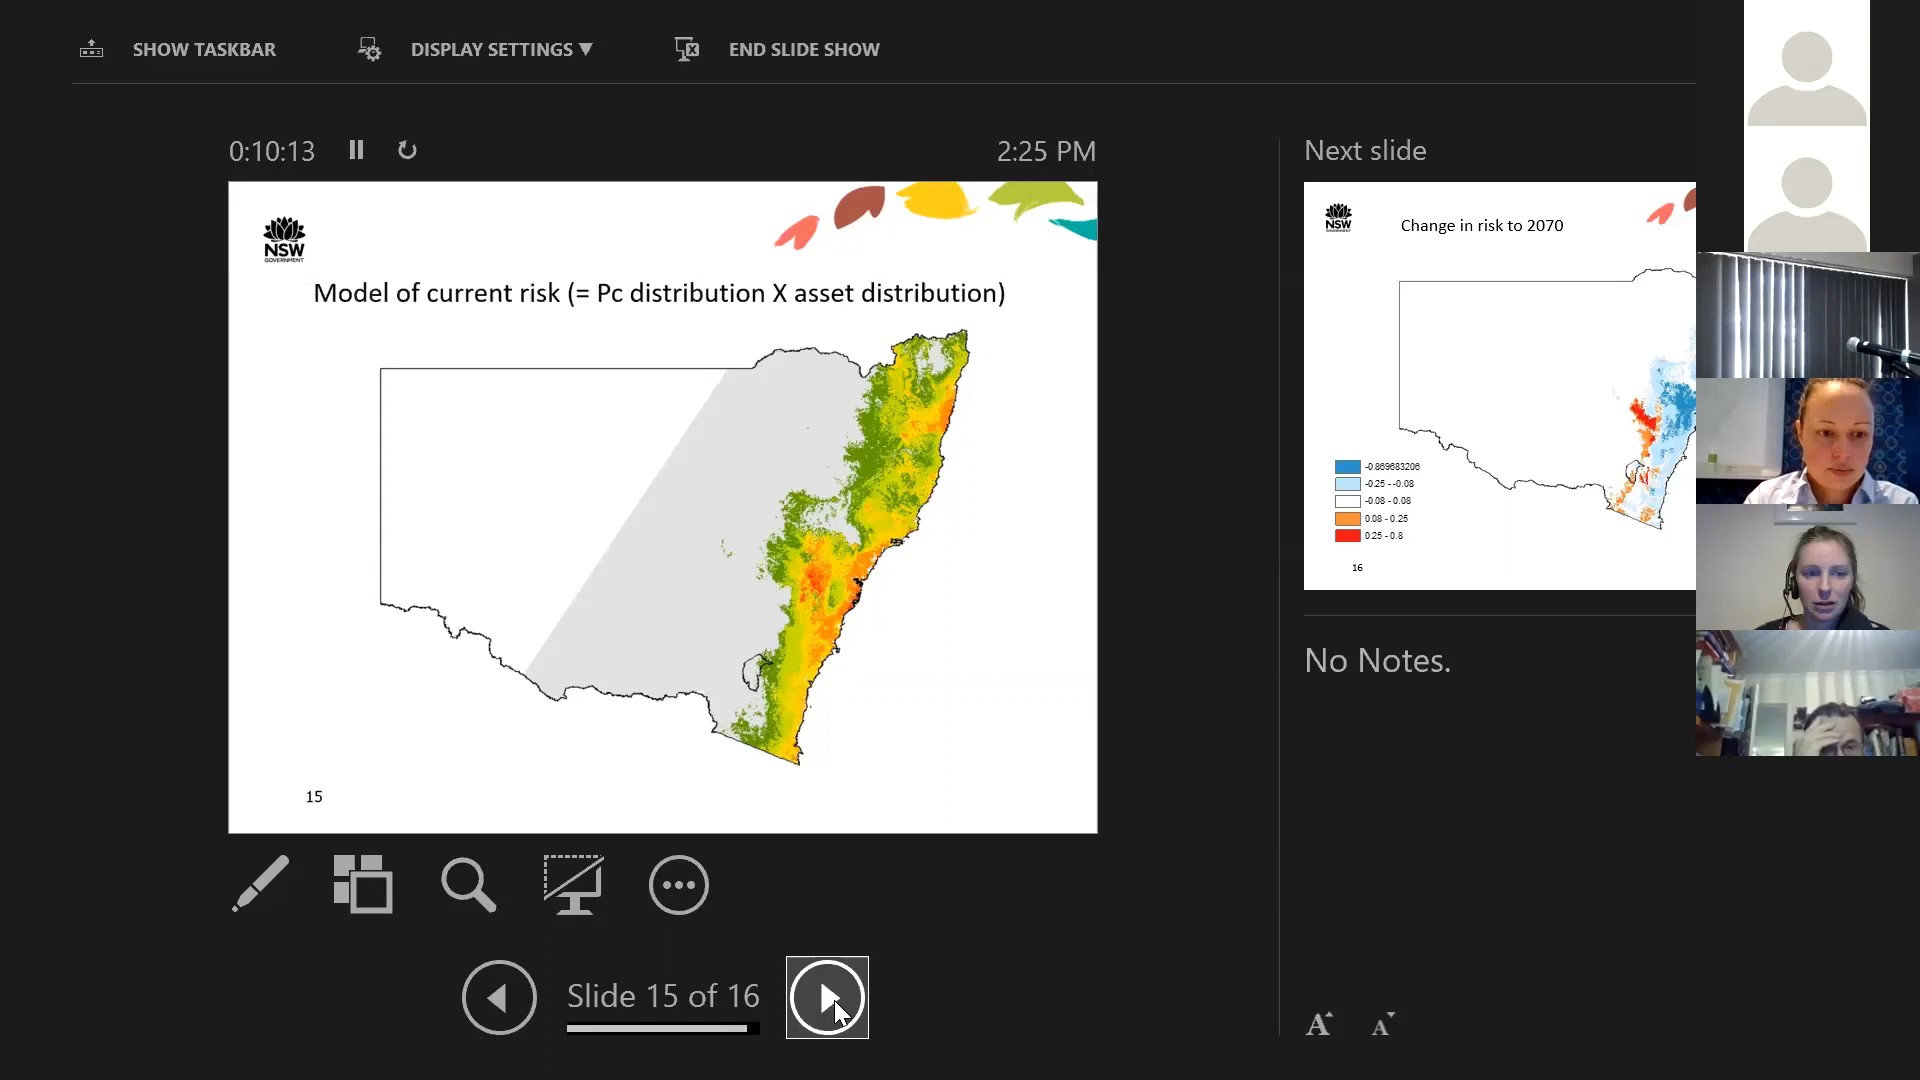 SHOW TASKBAR
DISPLAY SETTINGS ▼
END SLIDE SHOW
0:10:13
2:25 PM
NSW
GOVERNMENT
Model of current risk (= Pc distribution X asset distribution)
15
Slide 15 of 16
Next slide
NSW
GOVERNMENT
Change in risk to 2070
-0.869683206
-0.25 - -0.08
-0.08 - 0.08
0.08 - 0.25
0.25 - 0.8
16
No Notes.
A A